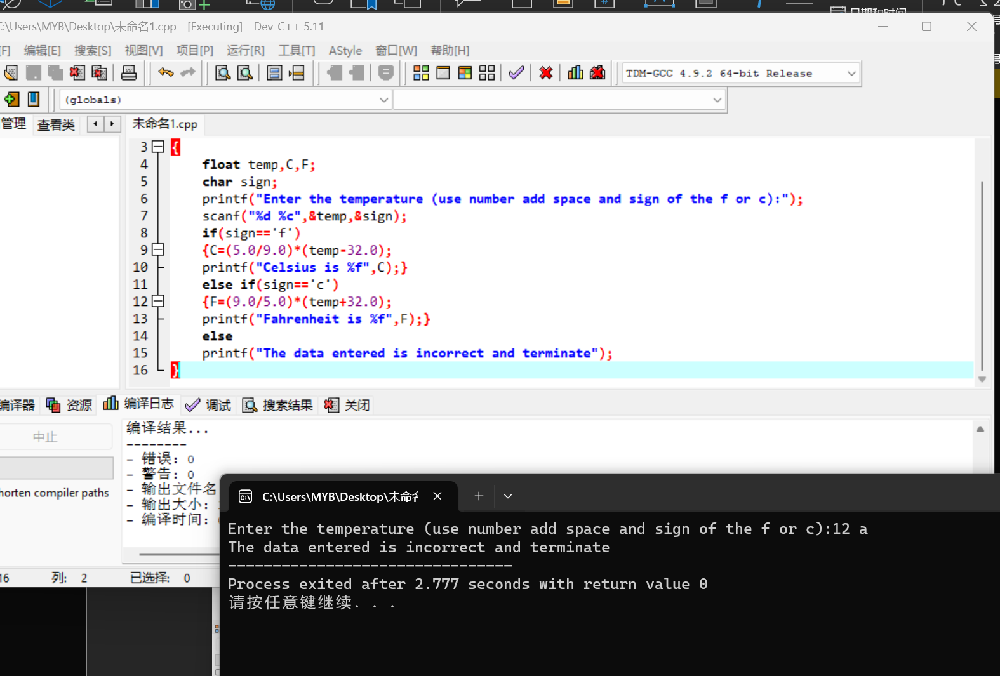 日期和时间
C:\Users\MYB\Desktop\未命名1.cpp - [Executing] - Dev-C++ 5.11
[F] 编辑[E] 搜索[S] 视图[V] 项目[P] 运行[R] 工具[T] AStyle 窗口[W] 帮助[H]
TDM-GCC 4.9.2 64-bit Release
(globals)
管理 查看类 未命名1.cpp
3 {
4 float temp,C,F;
5 char sign;
6 printf("Enter the temperature (use number add space and sign of the f or c):");
7 scanf("%d %c",&temp,&sign);
8 if(sign=='f')
9 {C=(5.0/9.0)*(temp-32.0);
10 printf("Celsius is %f",C);}
11 else if(sign=='c')
12 {F=(9.0/5.0)*(temp+32.0);
13 printf("Fahrenheit is %f",F);}
14 else
15 printf("The data entered is incorrect and terminate");
16 }
编译器 资源 编译日志 调试 搜索结果 关闭
中止
horten compiler paths
编译结果...
--------
- 错误: 0
- 警告: 0
- 输出文件名
- 输出大小:
- 编译时间:
16 列: 2 已选择: 0
C:\Users\MYB\Desktop\未命名
Enter the temperature (use number add space and sign of the f or c):12 a
The data entered is incorrect and terminate
--------------------------------
Process exited after 2.777 seconds with return value 0
请按任意键继续. . .